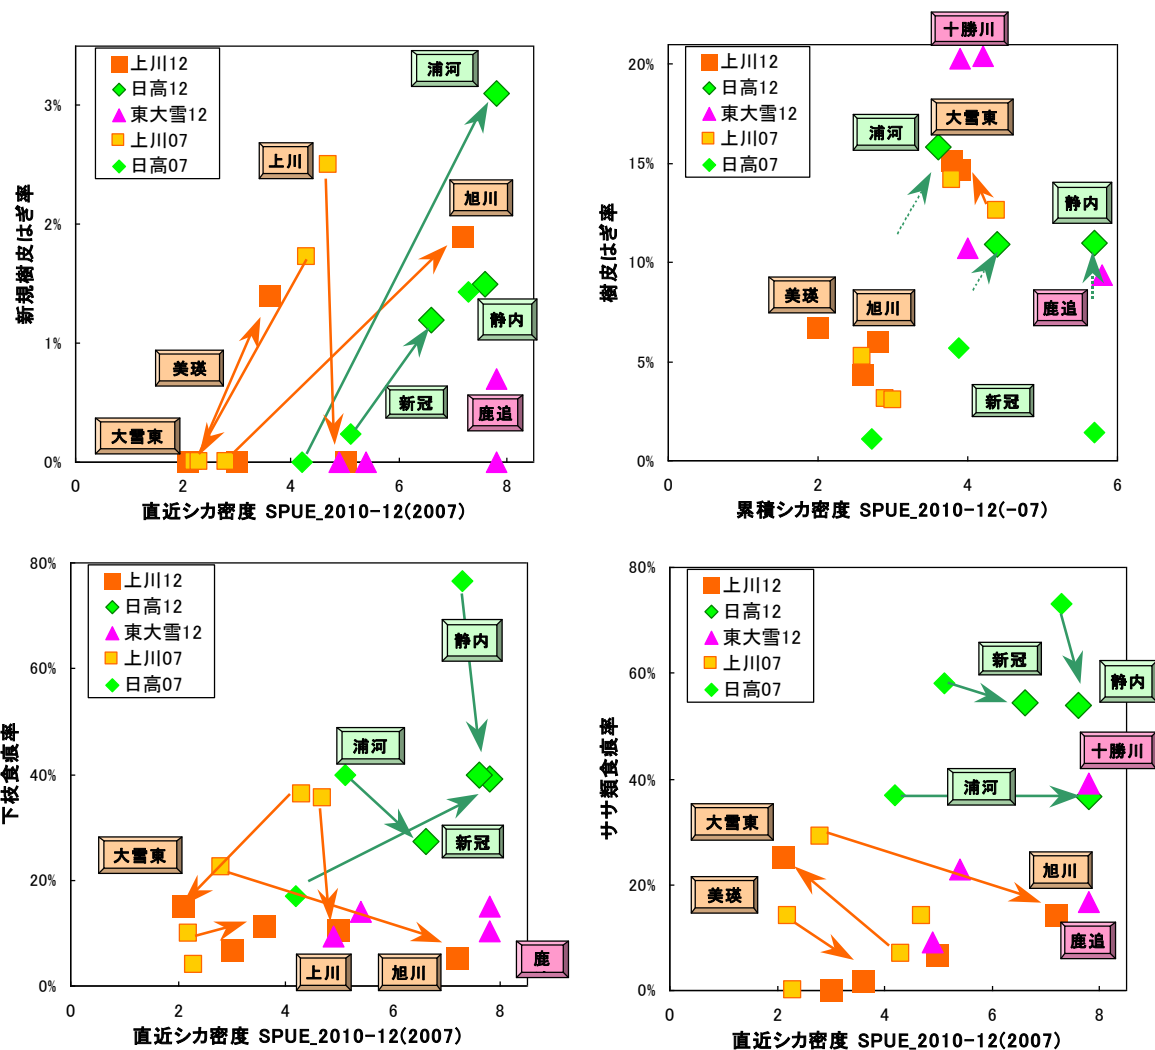 浦河
上川12
日高12
東大雪12
上川07
日高07
3%
上川
旭川
2%
静内
美瑛
1%
新冠
鹿追
大雪東
0%
0
2
4
6
8
新規樹皮はぎ率
直近シカ密度 SPUE_2010-12(2007)
十勝川
20%
上川12
日高12
東大雪12
上川07
日高07
大雪東
浦河
15%
静内
10%
美瑛
旭川
鹿追
5%
新冠
0%
0
2
4
6
樹皮はぎ率
累積シカ密度 SPUE_2010-12(-07)
80%
上川12
日高12
東大雪12
上川07
日高07
静内
60%
浦河
40%
新冠
大雪東
20%
上川
旭川
鹿
0%
0
2
4
6
8
下枝食痕率
直近シカ密度 SPUE_2010-12(2007)
80%
上川12
日高12
東大雪12
上川07
日高07
新冠
静内
60%
十勝川
浦河
40%
大雪東
旭川
美瑛
20%
鹿追
0%
0
2
4
6
8
ササ類食痕率
直近シカ密度 SPUE_2010-12(2007)